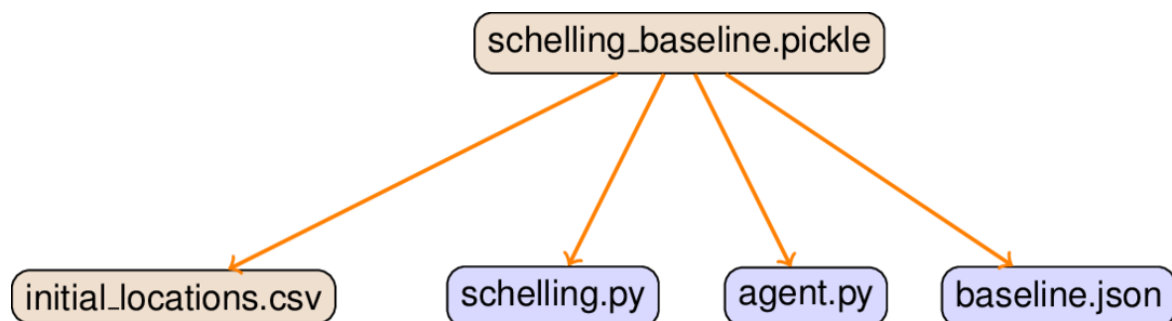 schelling_baseline.pickle
initial_locations.csv
schelling.py
agent.py
baseline.json